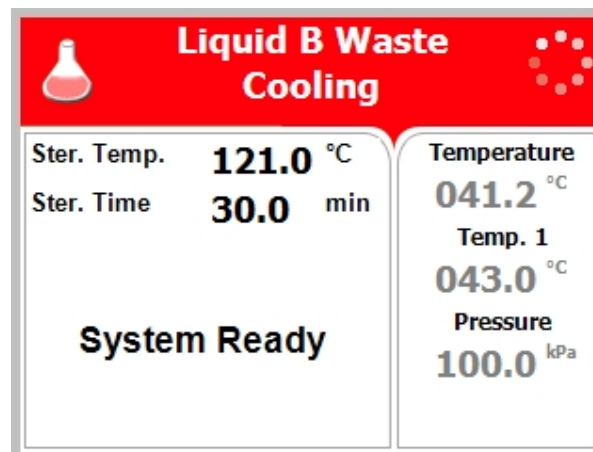 Liquid B Waste
Cooling
Ster. Temp. 121.0 °C
Ster. Time 30.0 min
System Ready
Temperature
041.2 °C
Temp. 1
043.0 °C
Pressure
100.0 kPa